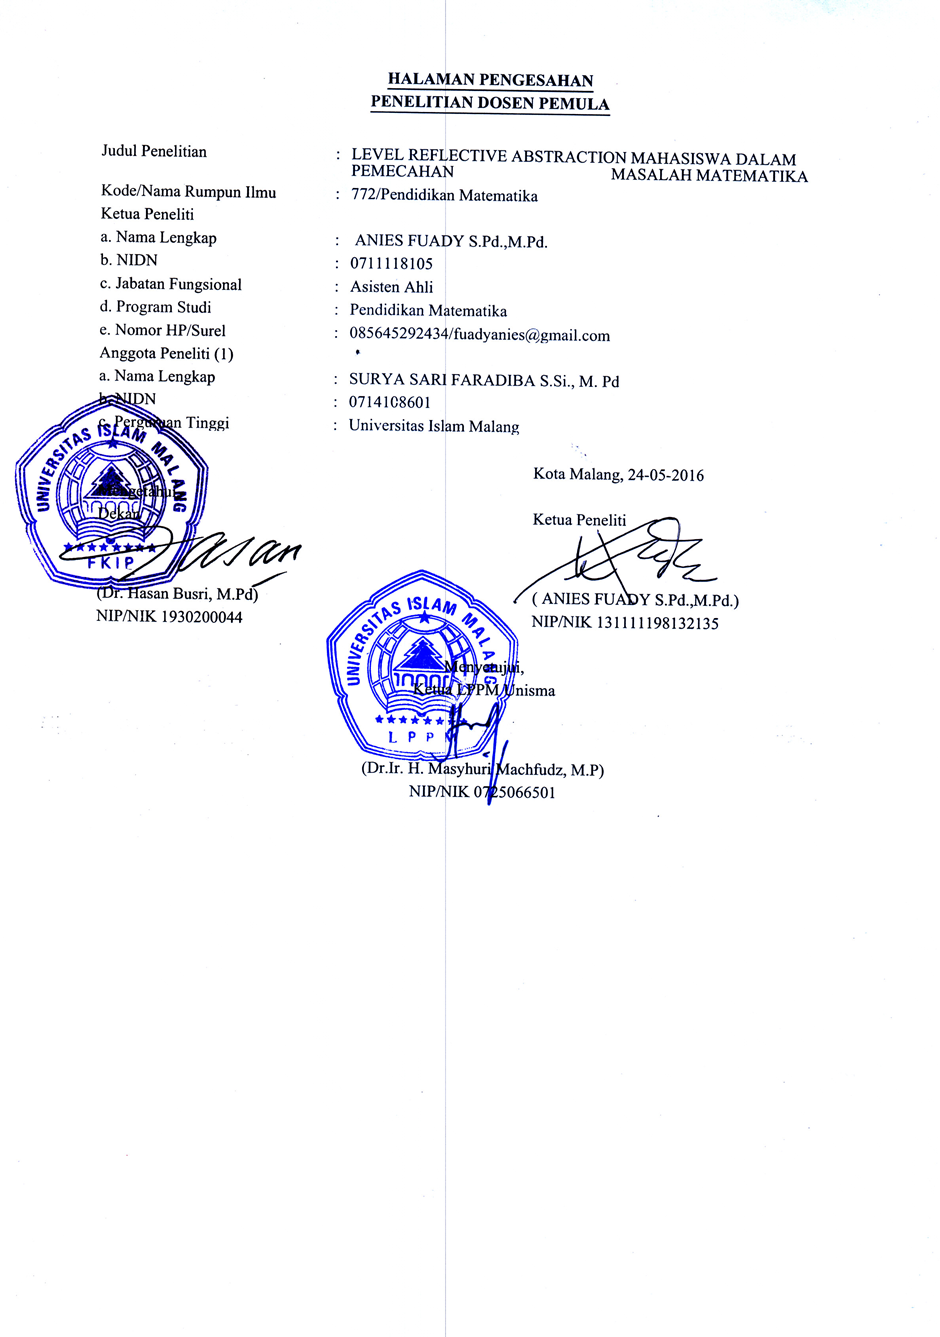 HALAMAN PENGESAHAN
PENELITIAN DOSEN PEMULA
Judul Penelitian : LEVEL REFLECTIVE ABSTRACTION MAHASISWA DALAM
PEMECAHAN MASALAH MATEMATIKA
Kode/Nama Rumpun Ilmu : 772/Pendidikan Matematika
Ketua Peneliti
a. Nama Lengkap : ANIES FUADY S.Pd.,M.Pd.
b. NIDN : 0711118105
c. Jabatan Fungsional : Asisten Ahli
d. Program Studi : Pendidikan Matematika
e. Nomor HP/Surel : 085645292434/fuadyanies@gmail.com
Anggota Peneliti (1)
a. Nama Lengkap : SURYA SARI FARADIBA S.Si., M. Pd
b. NIDN : 0714108601
c. Perguruan Tinggi : Universitas Islam Malang
Kota Malang, 24-05-2016
Mengetahui
Dekan
Ketua Peneliti
UNIVERSITAS ISLAM MALANG
FKIP
Hasan
(Dr. Hasan Busri, M.Pd)
NIP/NIK 1930200044
( ANIES FUADY S.Pd.,M.Pd.)
NIP/NIK 131111198132135
UNIVERSITAS ISLAM MALANG
LPPM
Menyetujui,
Ketua LPPM Unisma
(Dr.Ir. H. Masyhuri Machfudz, M.P)
NIP/NIK 0725066501